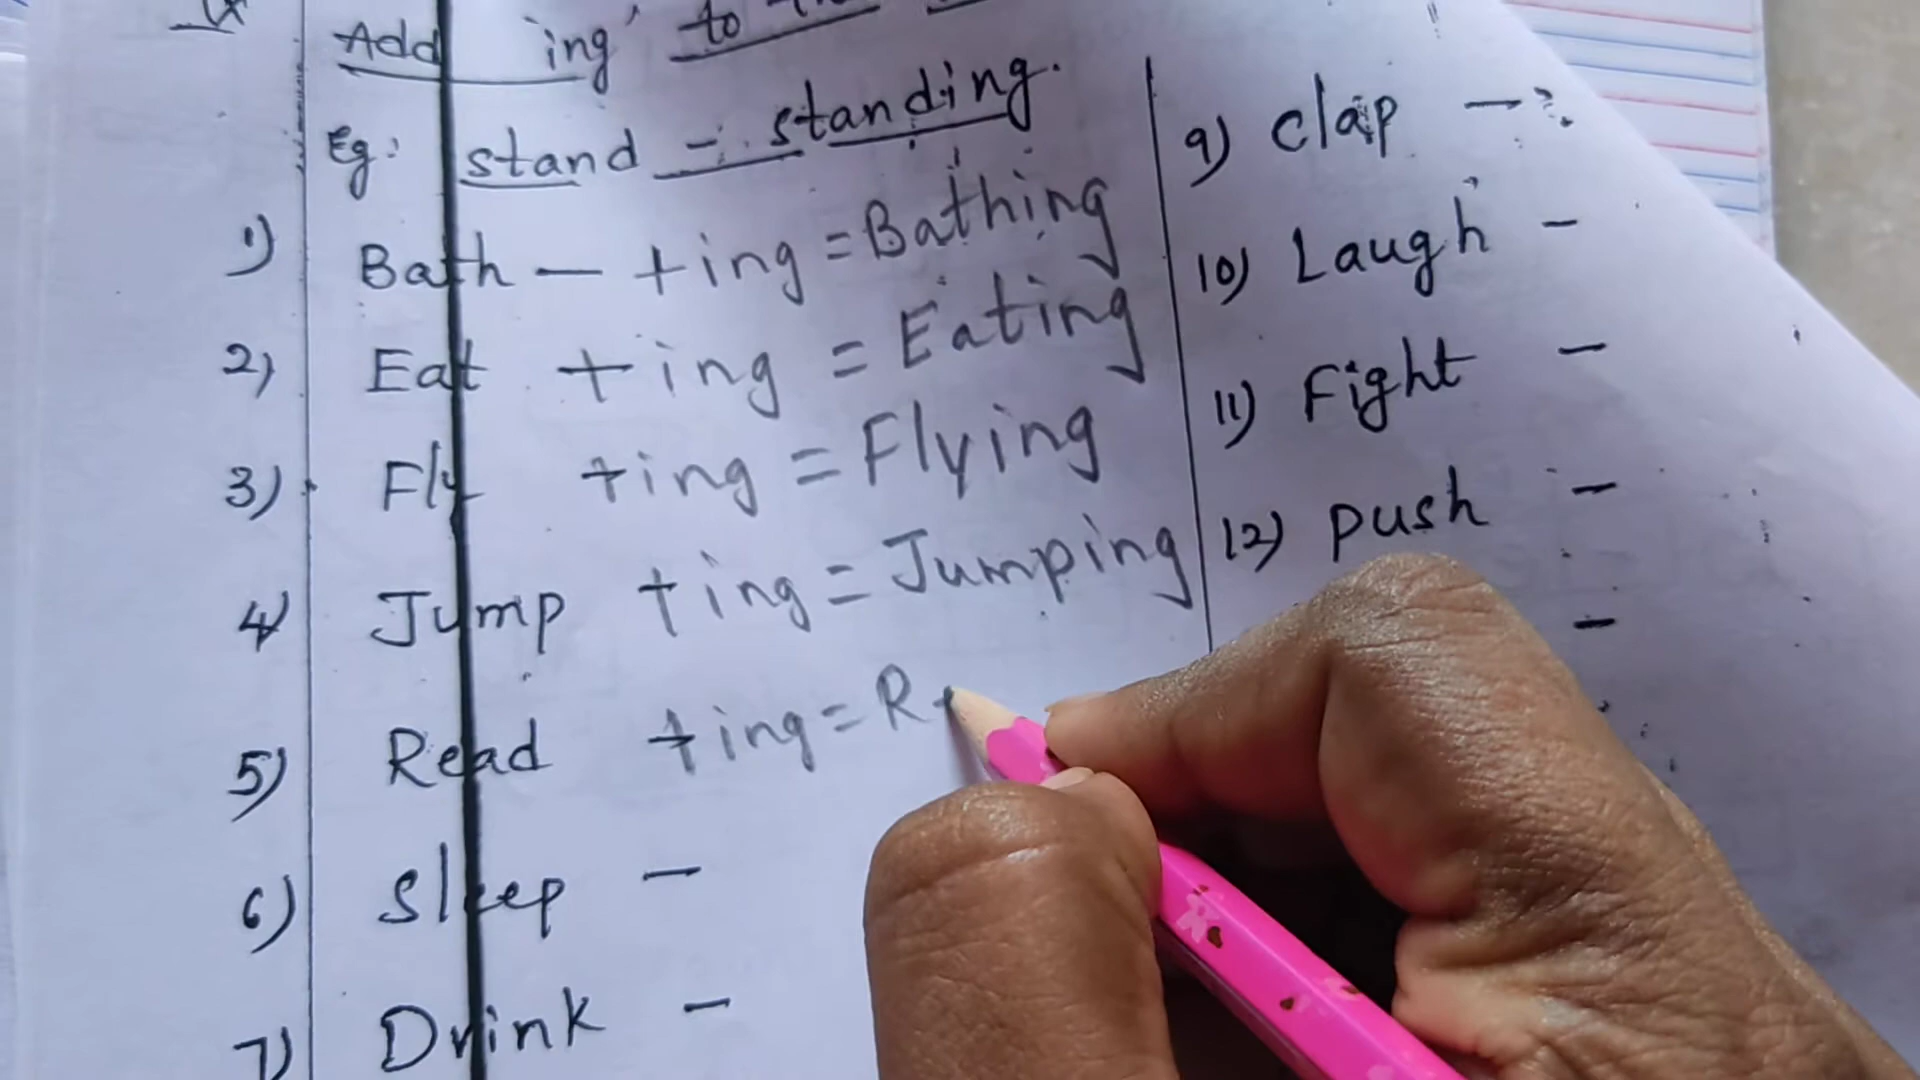 Add 'ing' to
Eg: stand - standing.
1) Bath — + ing = Bathing
2) Eat + ing = Eating
3) Fly + ing = Flying
4) Jump + ing = Jumping
5) Read + ing = R
6) Sleep -
7) Drink -
9) Clap -
10) Laugh -
11) Fight -
12) Push -
-